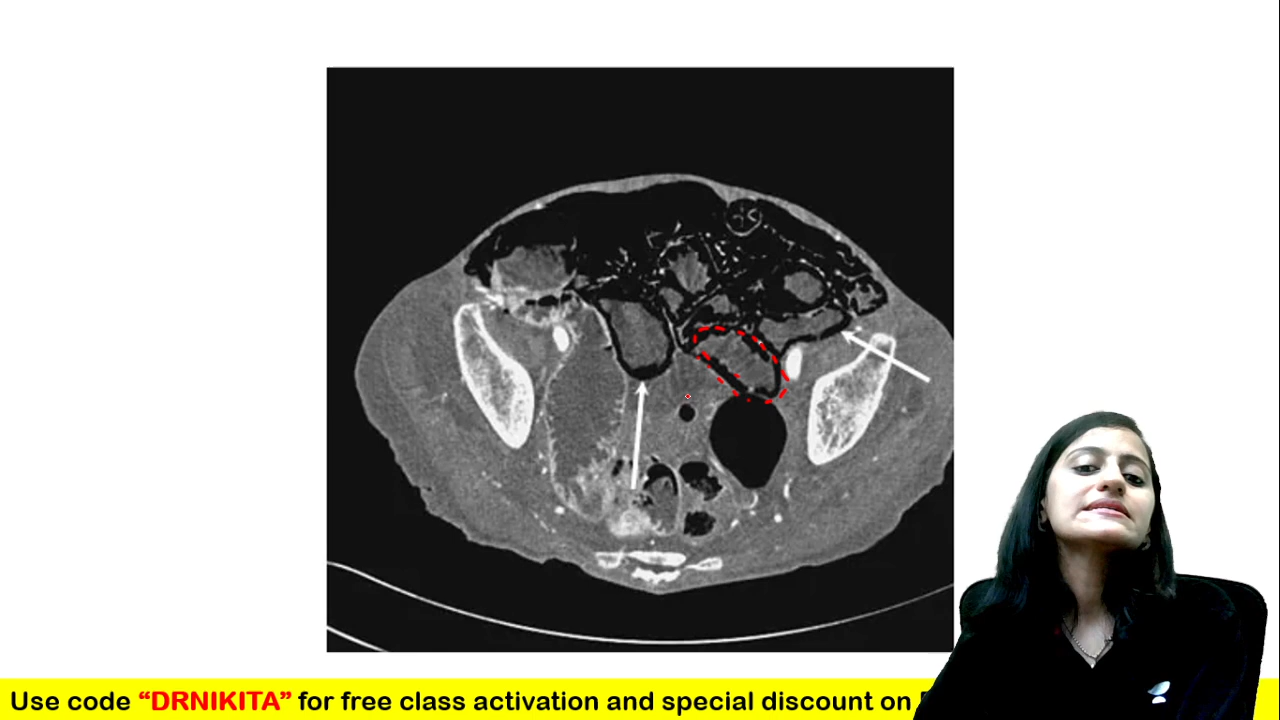 Use code “DRNIKITA” for free class activation and special discount on